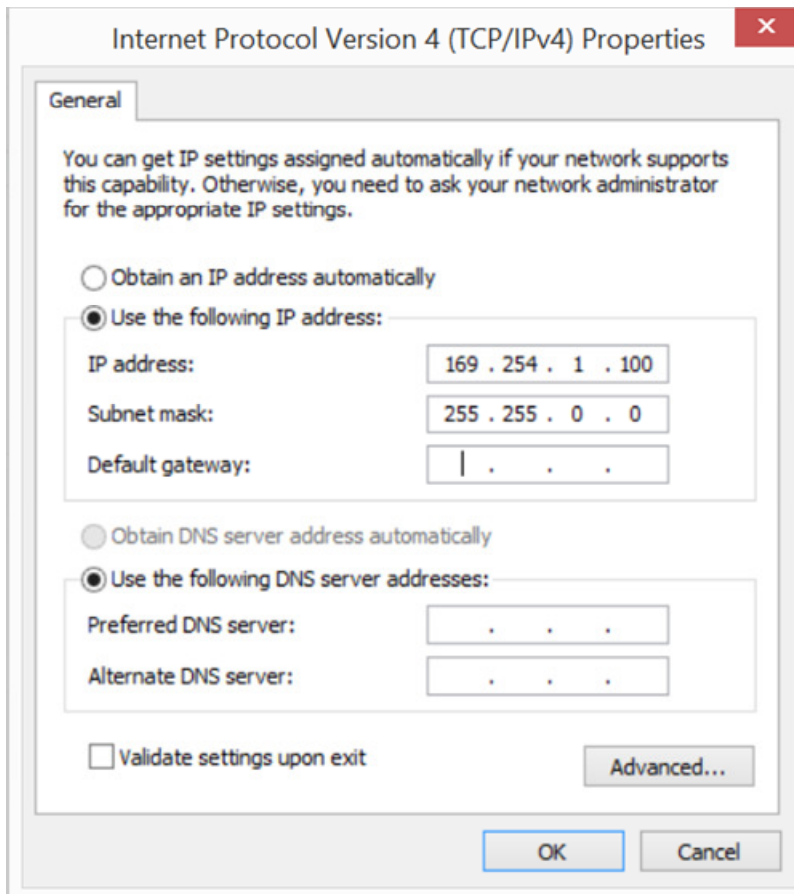 Internet Protocol Version 4 (TCP/IPv4) Properties
General
You can get IP settings assigned automatically if your network supports
this capability. Otherwise, you need to ask your network administrator
for the appropriate IP settings.
Obtain an IP address automatically
Use the following IP address:
IP address: 169 . 254 . 1 . 100
Subnet mask: 255 . 255 . 0 . 0
Default gateway: . . .
Obtain DNS server address automatically
Use the following DNS server addresses:
Preferred DNS server: . . .
Alternate DNS server: . . .
Validate settings upon exit
Advanced...
OK Cancel